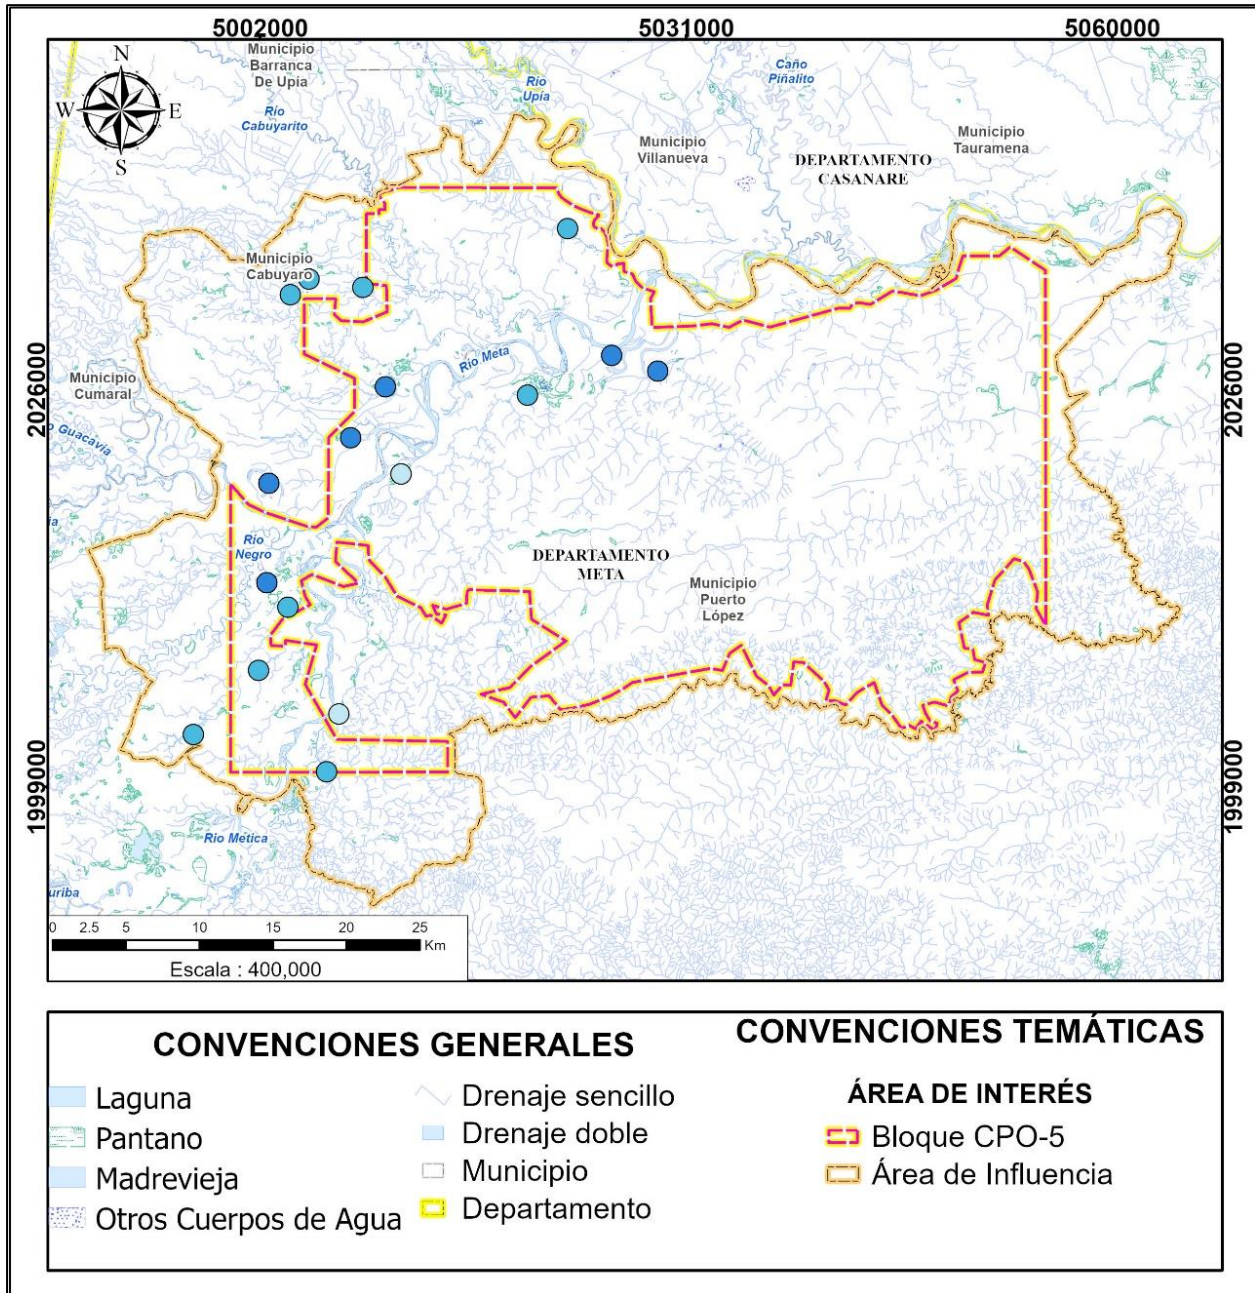 5002000 5031000 5060000
Municipio
Barranca
De Upía
Río
Upía
Caño
Piñalito
N
W E
S
Río
Cabuyarito
Municipio
Villanueva
Municipio
Tauramena
DEPARTAMENTO
CASANARE
Municipio
Cabuyaro
Río Meta
2026000
2026000
Municipio
Cumaral
Guacavía
ía
Río
Negro
DEPARTAMENTO
META
Municipio
Puerto
López
1999000
1999000
Río Metica
uriba
0 2.5 5 10 15 20 25
Km
Escala : 400,000
CONVENCIONES GENERALES
Laguna
Pantano
Madrevieja
Otros Cuerpos de Agua
Drenaje sencillo
Drenaje doble
Municipio
Departamento
CONVENCIONES TEMÁTICAS
ÁREA DE INTERÉS
Bloque CPO-5
Área de Influencia